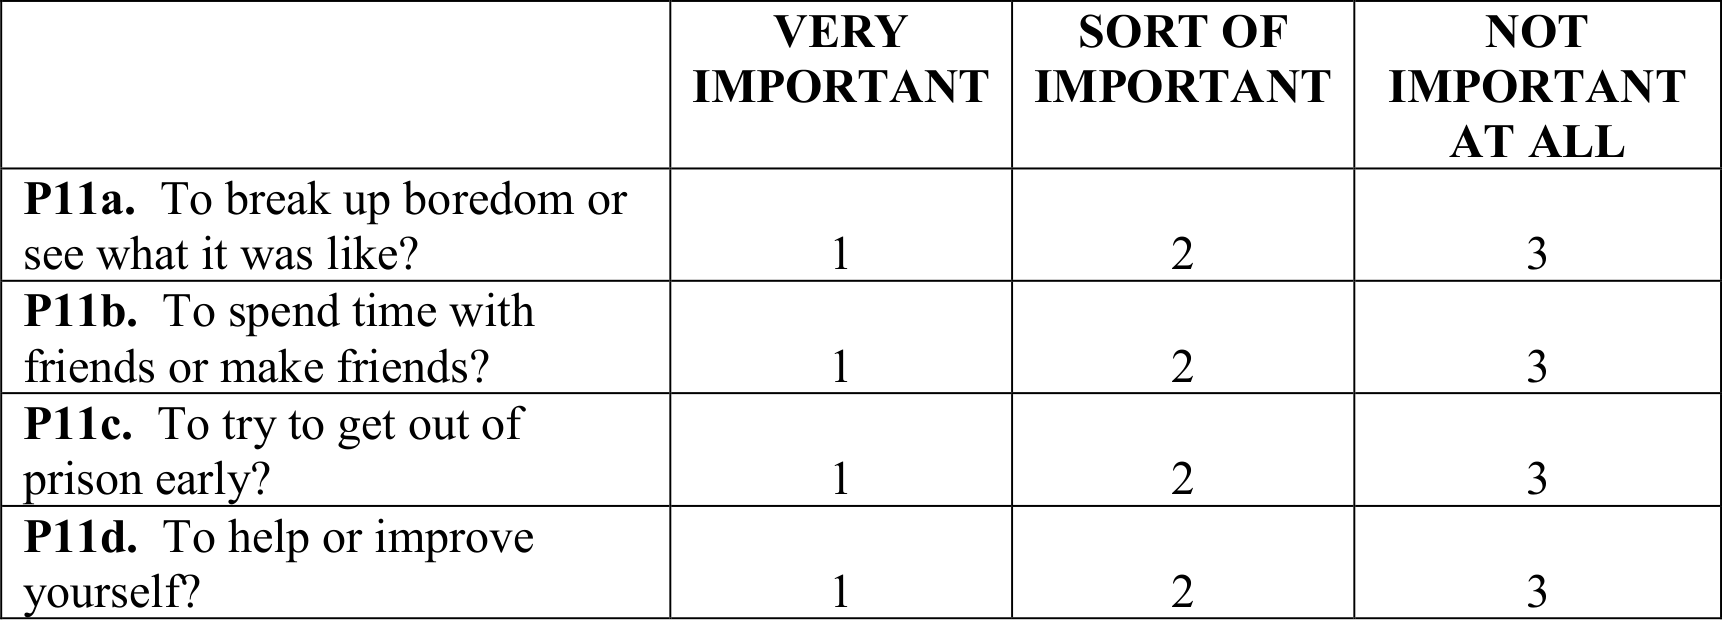 VERY IMPORTANT
SORT OF IMPORTANT
NOT IMPORTANT AT ALL
P11a. To break up boredom or
see what it was like? 1 2 3
P11b. To spend time with
friends or make friends? 1 2 3
P11c. To try to get out of
prison early? 1 2 3
P11d. To help or improve
yourself? 1 2 3